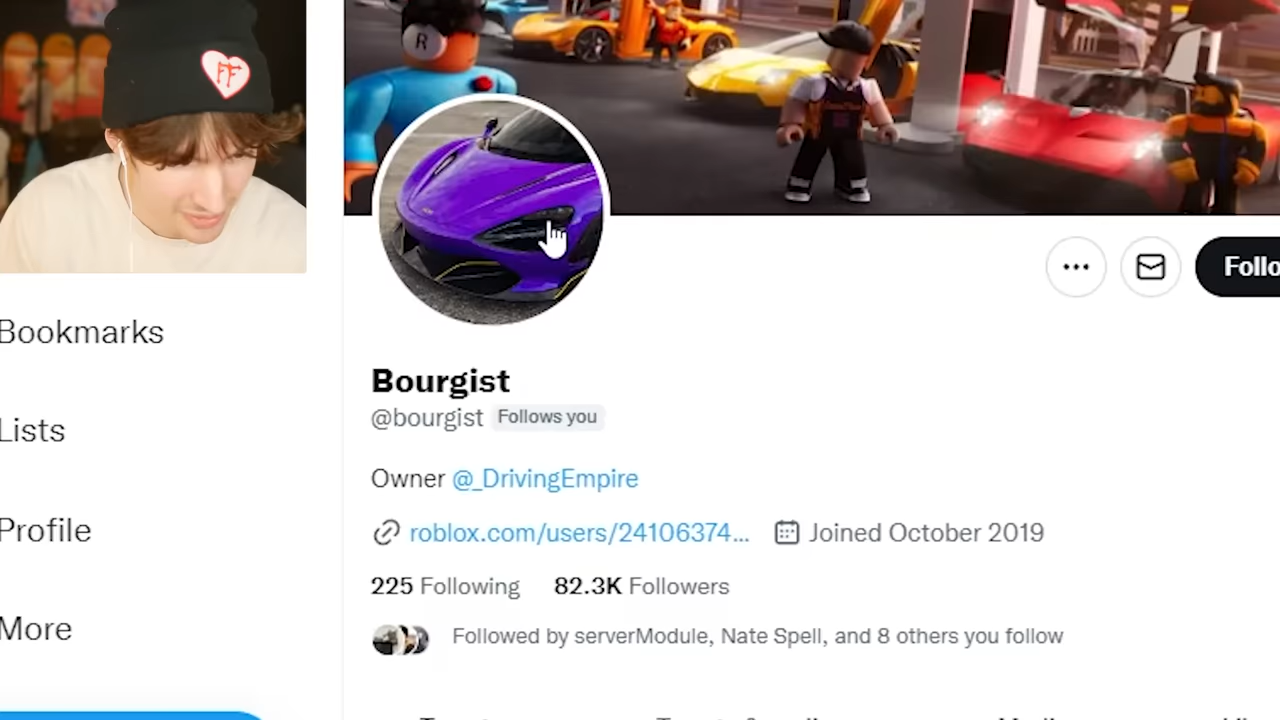 FF
R
Follo
Bourgist
@bourgist Follows you
Bookmarks
Lists
Owner @_DrivingEmpire
Profile
roblox.com/users/24106374... Joined October 2019
225 Following 82.3K Followers
More
Followed by serverModule, Nate Spell, and 8 others you follow